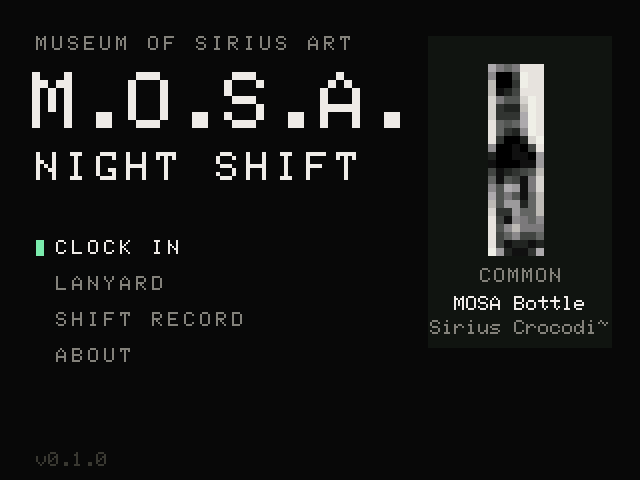 MUSEUM OF SIRIUS ART
M.O.S.A.
NIGHT SHIFT
CLOCK IN
LANYARD
SHIFT RECORD
ABOUT
COMMON
MOSA Bottle
Sirius Crocodi~
v0.1.0